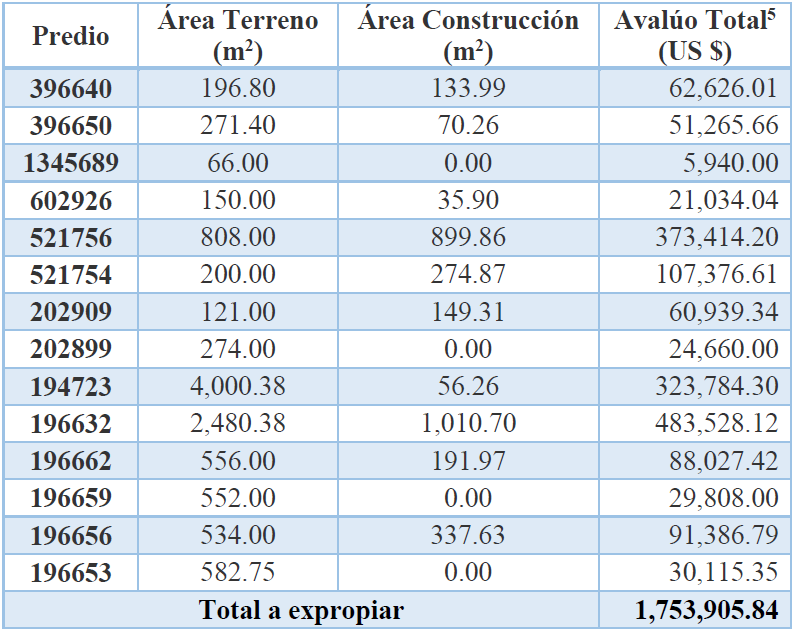 Predio Área Terreno (m²) Área Construcción (m²) Avalúo Total⁵ (US $)
396640 196.80 133.99 62,626.01
396650 271.40 70.26 51,265.66
1345689 66.00 0.00 5,940.00
602926 150.00 35.90 21,034.04
521756 808.00 899.86 373,414.20
521754 200.00 274.87 107,376.61
202909 121.00 149.31 60,939.34
202899 274.00 0.00 24,660.00
194723 4,000.38 56.26 323,784.30
196632 2,480.38 1,010.70 483,528.12
196662 556.00 191.97 88,027.42
196659 552.00 0.00 29,808.00
196656 534.00 337.63 91,386.79
196653 582.75 0.00 30,115.35
Total a expropiar 1,753,905.84